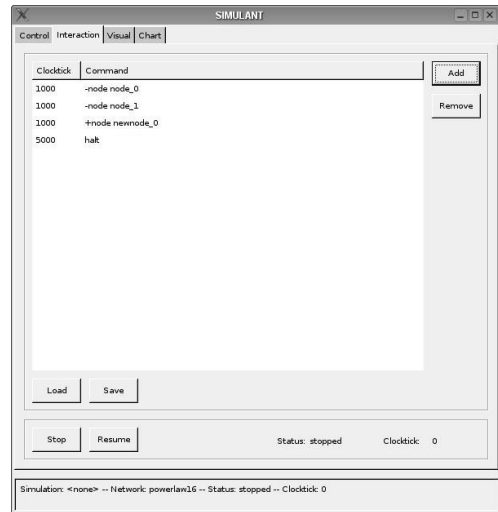 SIMULANT
Control Interaction Visual Chart
Clocktick Command Add
1000 -node node_0
1000 -node node_1 Remove
1000 +node newnode_0
5000 halt
Load Save
Stop Resume Status: stopped Clocktick: 0
Simulation: <none> -- Network: powerlaw16 -- Status: stopped -- Clocktick: 0